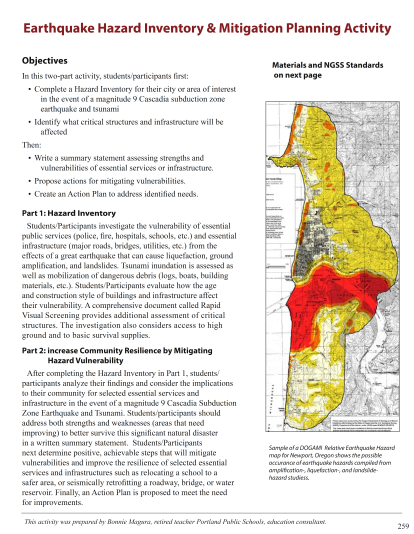 Earthquake Hazard Inventory & Mitigation Planning Activity
Objectives
In this two-part activity, students/participants first:
• Complete a Hazard Inventory for their city or area of interest
in the event of a magnitude 9 Cascadia subduction zone
earthquake and tsunami
• Identify what critical structures and infrastructure will be
affected
Then:
• Write a summary statement assessing strengths and
vulnerabilities of essential services or infrastructure.
• Propose actions for mitigating vulnerabilities.
• Create an Action Plan to address identified needs.
Part 1: Hazard Inventory
Students/Participants investigate the vulnerability of essential
public services (police, fire, hospitals, schools, etc.) and essential
infrastructure (major roads, bridges, utilities, etc.) from the
effects of a great earthquake that can cause liquefaction, ground
amplification, and landslides. Tsunami inundation is assessed as
well as mobilization of dangerous debris (logs, boats, building
materials, etc.). Students/Participants evaluate how the age
and construction style of buildings and infrastructure affect
their vulnerability. A comprehensive document called Rapid
Visual Screening provides additional assessment of critical
structures. The investigation also considers access to high
ground and to basic survival supplies.
Part 2: increase Community Resilience by Mitigating
Hazard Vulnerability
After completing the Hazard Inventory in Part 1, students/
participants analyze their findings and consider the implications
to their community for selected essential services and
infrastructure in the event of a magnitude 9 Cascadia Subduction
Zone Earthquake and Tsunami. Students/participants should
address both strengths and weaknesses (areas that need
improving) to better survive this significant natural disaster
in a written summary statement. Students/Participants
next determine positive, achievable steps that will mitigate
vulnerabilities and improve the resilience of selected essential
services and infrastructures such as relocating a school to a
safer area, or seismically retrofitting a roadway, bridge, or water
reservoir. Finally, an Action Plan is proposed to meet the need
for improvements.
Materials and NGSS Standards
on next page
Sample of a DOGAMI Relative Earthquake Hazard
map for Newport, Oregon shows the possible
occurance of earthquake hazards compiled from
amplification-, liquefaction-, and landslide-
hazard studiess.
This activity was prepared by Bonnie Magura, retired teacher Portland Public Schools, education consultant.
259